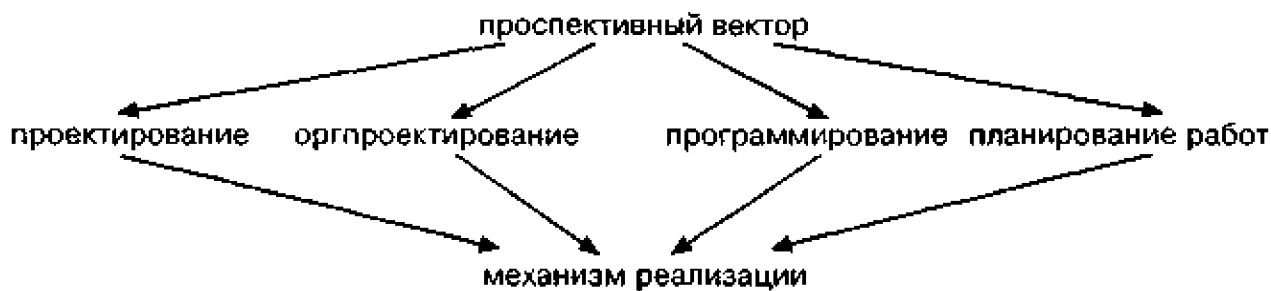 проспективный вектор
проектирование оргпроектирование программирование планирование работ
механизм реализации